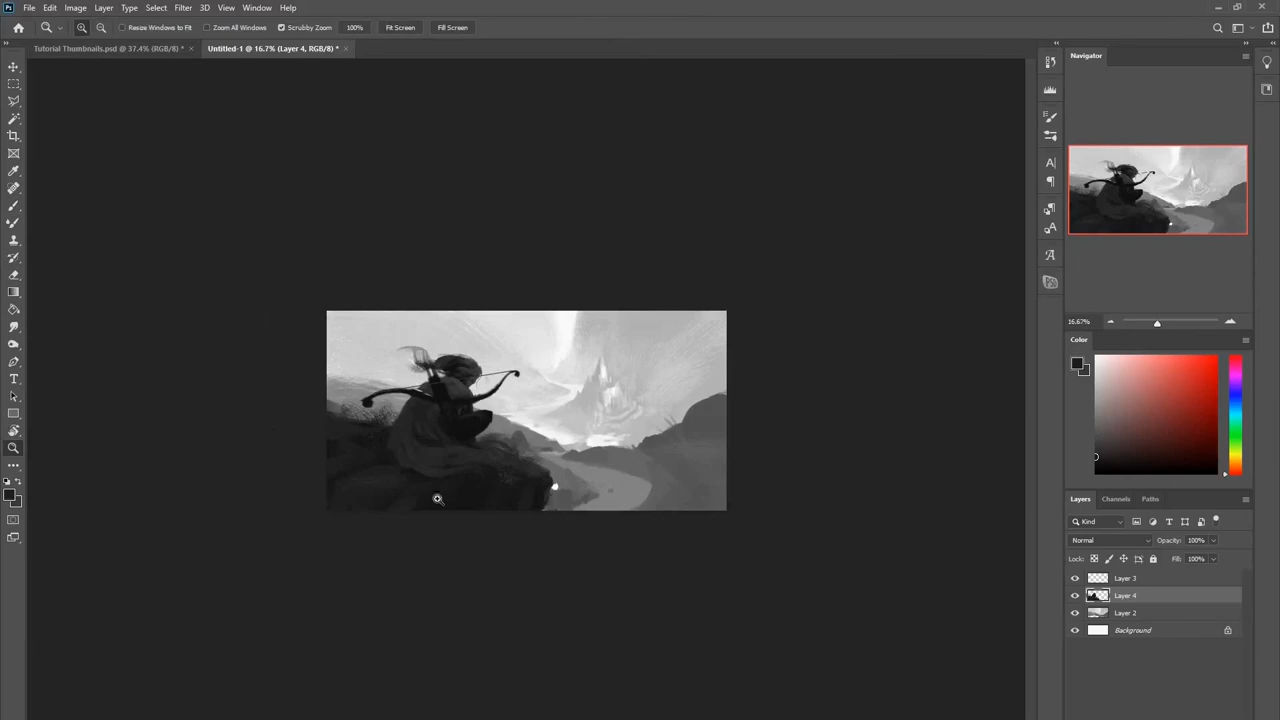 Ps File Edit Image Layer Type Select Filter 3D View Window Help
Resize Windows to Fit Zoom All Windows Scrubby Zoom 100% Fit Screen Fill Screen
Tutorial Thumbnails.psd @ 37.4% (RGB/8) * × Untitled-1 @ 16.7% (Layer 4, RGB/8) * ×
Navigator
16.67%
Color
Layers Channels Paths
Kind
Normal Opacity: 100%
Lock: Fill: 100%
Layer 3
Layer 4
Layer 2
Background